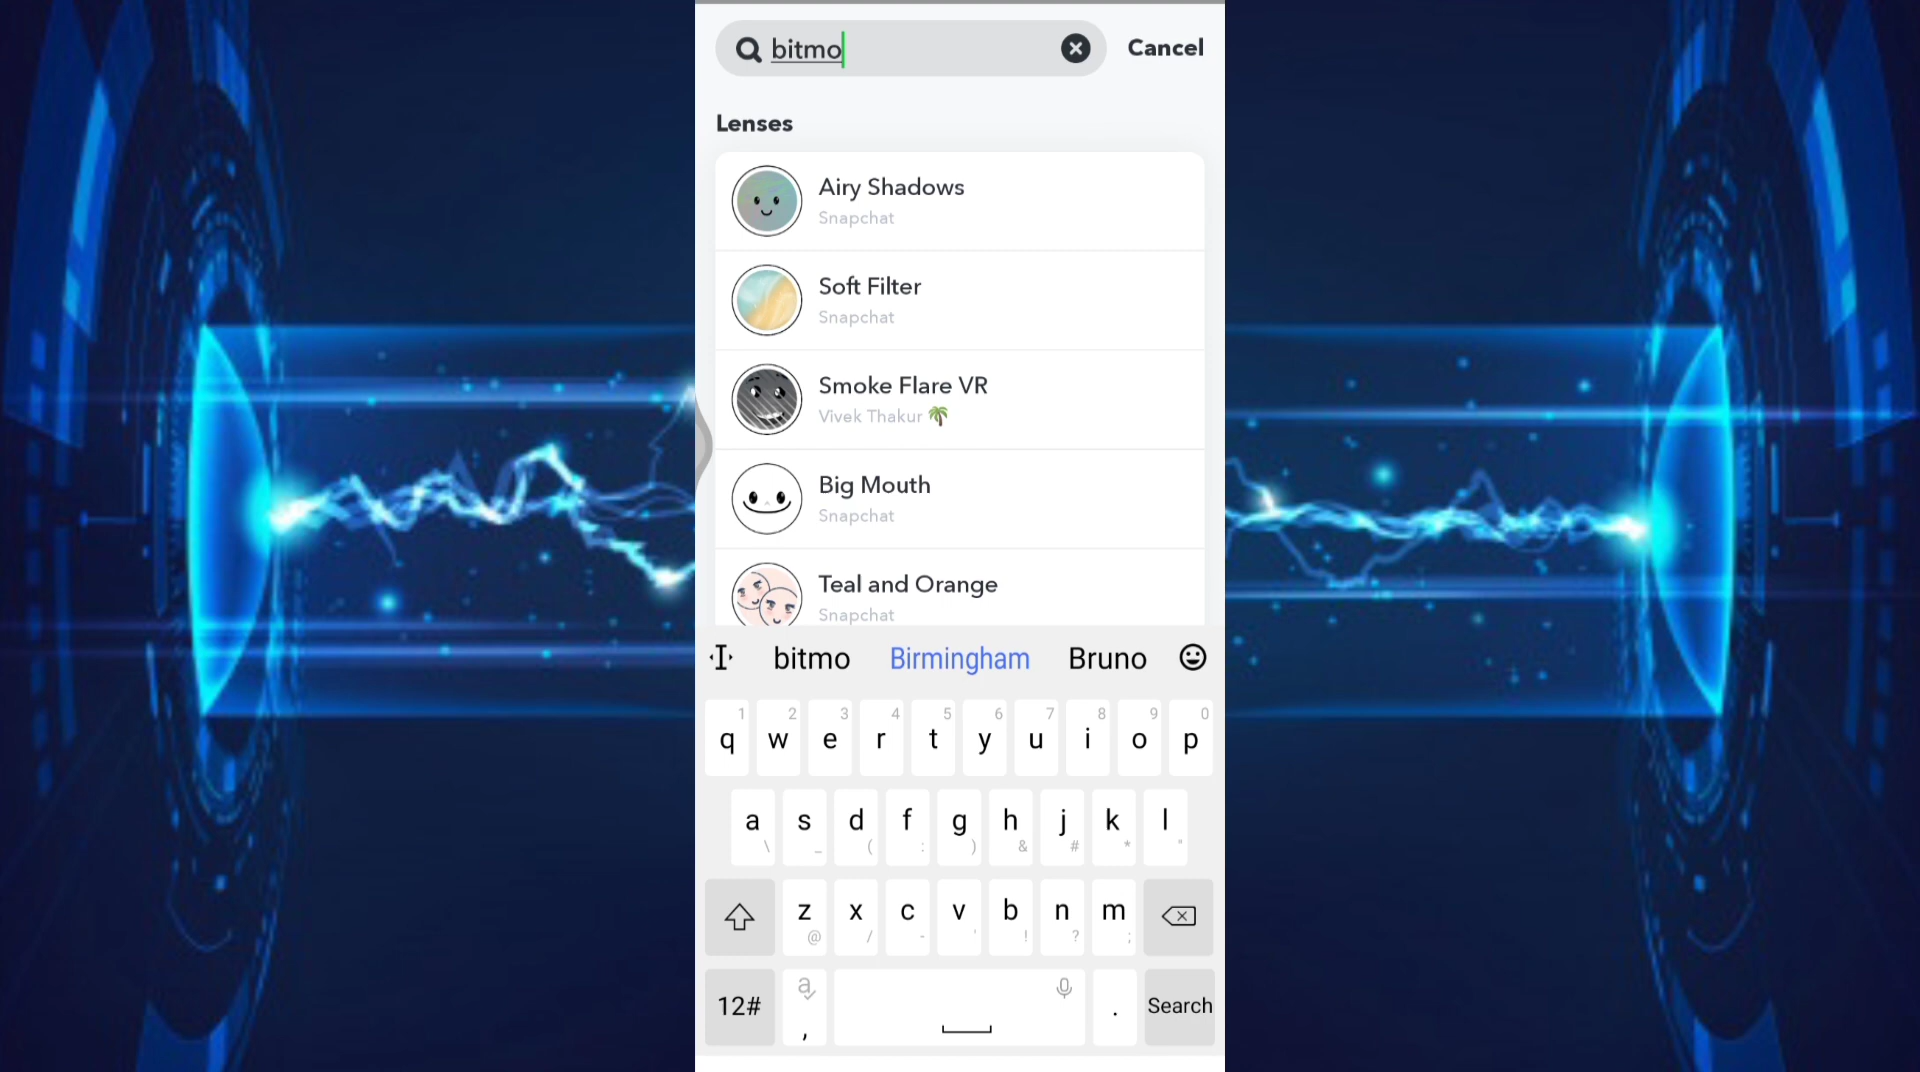 bitmo
Cancel
Lenses
Airy Shadows
Snapchat
Soft Filter
Snapchat
Smoke Flare VR
Vivek Thakur 🌴
Big Mouth
Snapchat
Teal and Orange
Snapchat
bitmo Birmingham Bruno
1 2 3 4 5 6 7 8 9 0
q w e r t y u i o p
a s d f g h j k l
\ _ ( : ) & # * "
z x c v b n m
@ / - ' ! ? ;
12# a , . Search